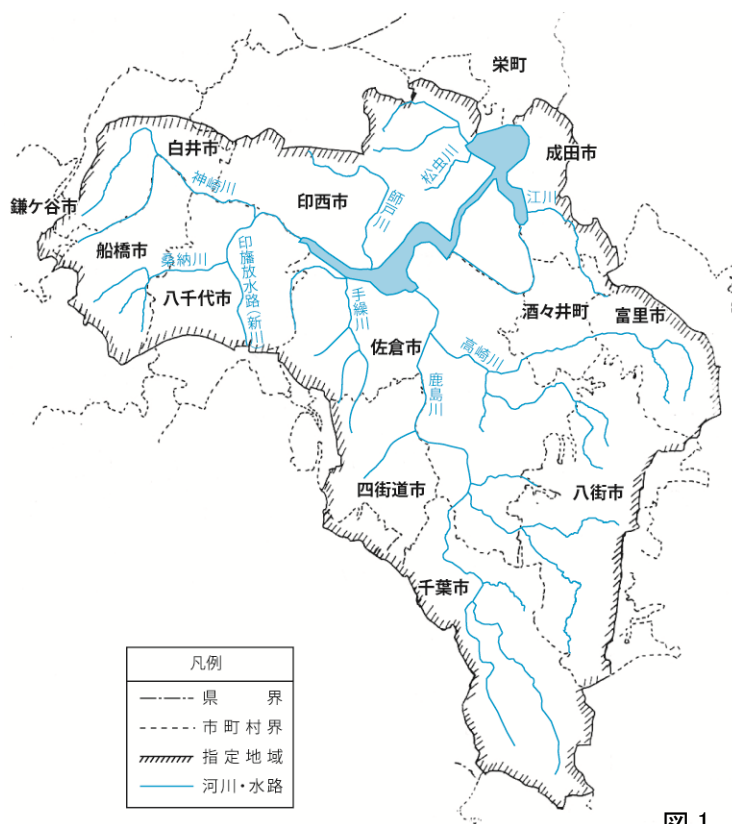 栄町
成田市
白井市
松虫川
神崎川
印西市
師戸川
江川
鎌ケ谷市
船橋市
桑納川
印旛放水路(新川
八千代市
手繰川
酒々井町
富里市
佐倉市
高崎川
鹿島川
四街道市
八街市
千葉市
凡例
県 界
市町村界
指定地域
河川・水路
図 1